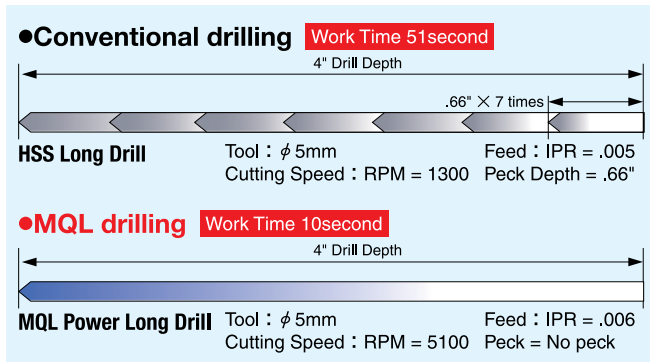 ●Conventional drilling Work Time 51second
4" Drill Depth
.66" × 7 times
HSS Long Drill Tool : φ 5mm Feed : IPR = .005
Cutting Speed : RPM = 1300 Peck Depth = .66"
●MQL drilling Work Time 10second
4" Drill Depth
MQL Power Long Drill Tool : φ 5mm Feed : IPR = .006
Cutting Speed : RPM = 5100 Peck = No peck